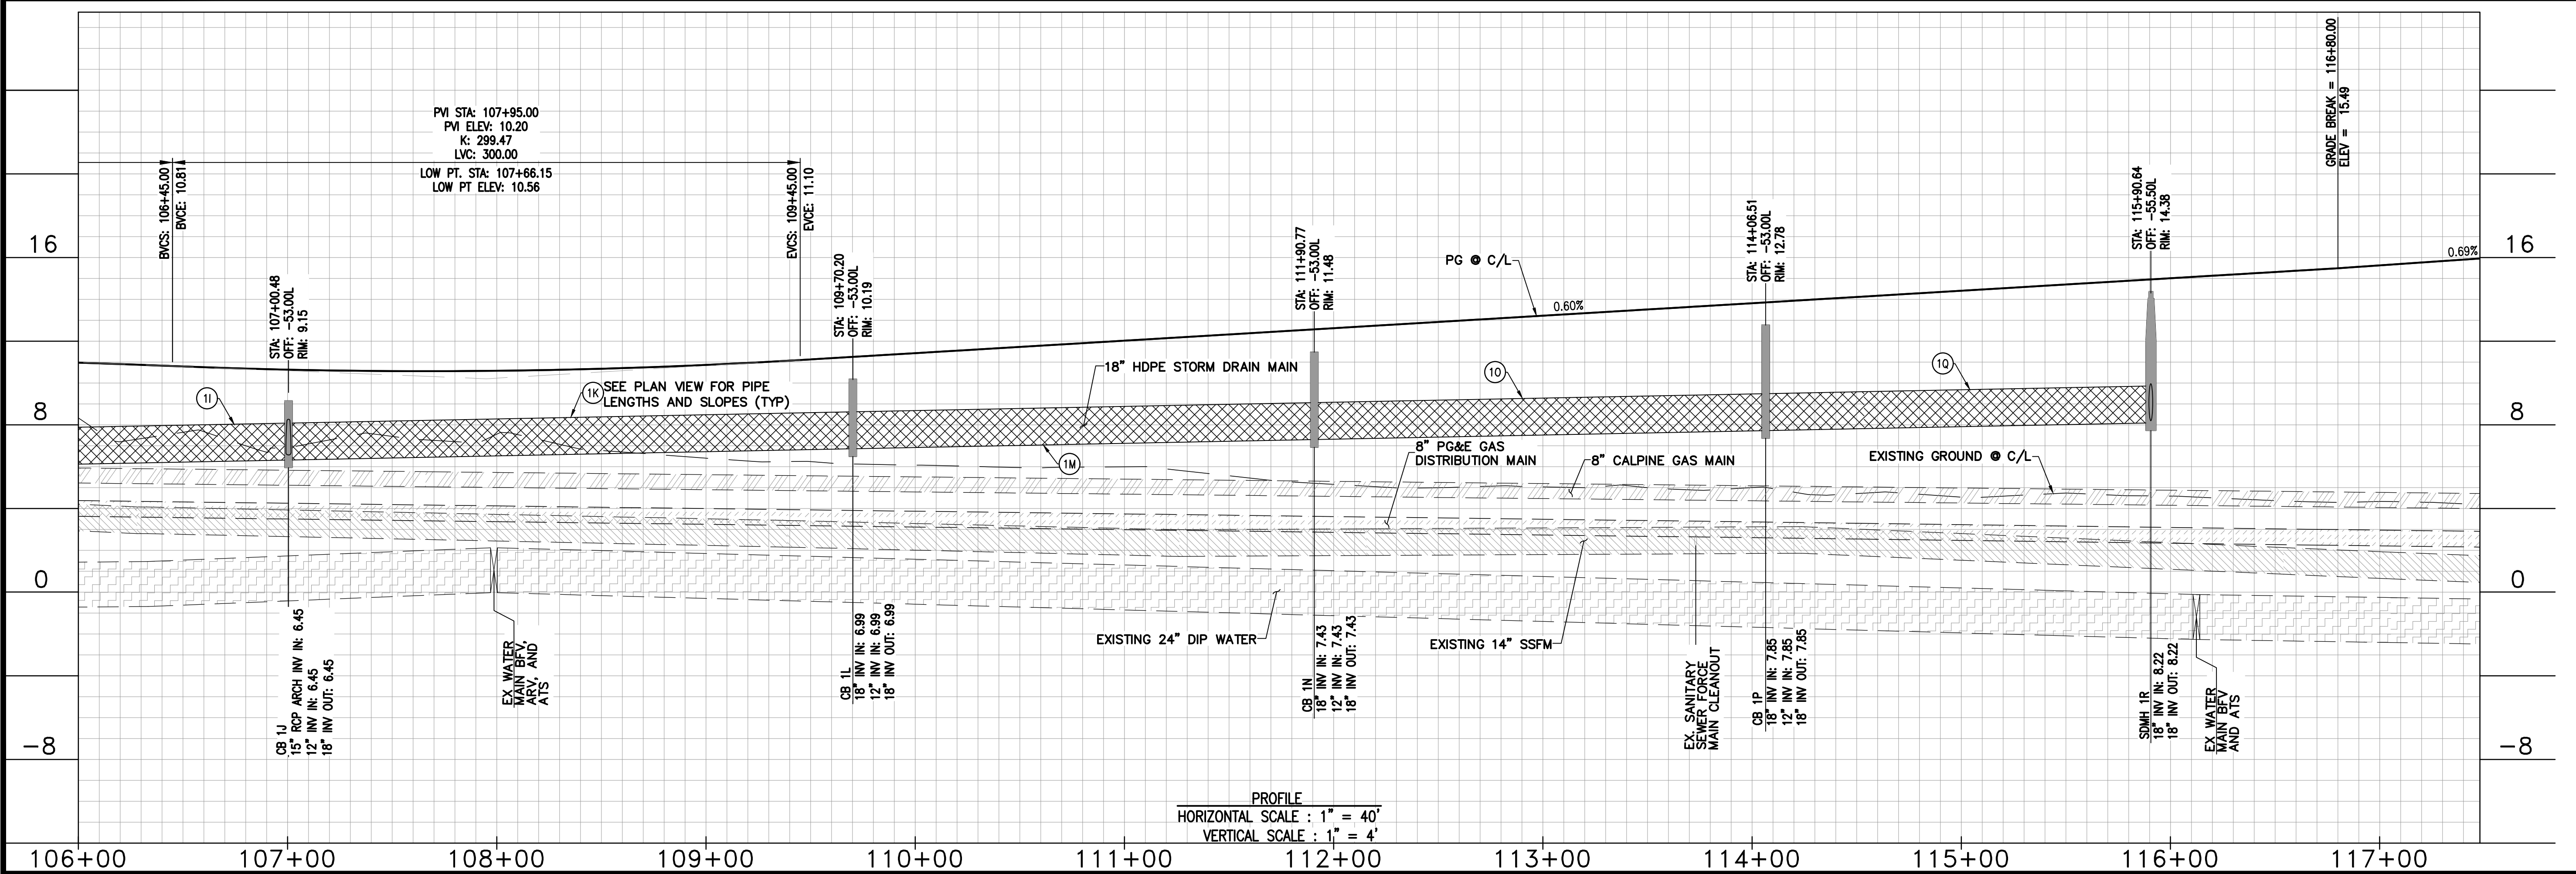 PVI STA: 107+95.00
PVI ELEV: 10.20
K: 299.47
LVC: 300.00
LOW PT. STA: 107+66.15
LOW PT ELEV: 10.56
BVCS: 106+45.00
BVCE: 10.81
EVCS: 109+45.00
EVCE: 11.10
GRADE BREAK = 116+80.00
ELEV = 15.49
STA: 107+00.48
OFF: -53.00L
RIM: 9.15
STA: 109+70.20
OFF: -53.00L
RIM: 10.19
STA: 111+90.77
OFF: -53.00L
RIM: 11.48
STA: 114+06.51
OFF: -53.00L
RIM: 12.78
STA: 115+90.64
OFF: -55.50L
RIM: 14.38
16
16
PG @ C/L
0.60%
0.69%
1I
1K
SEE PLAN VIEW FOR PIPE
LENGTHS AND SLOPES (TYP)
18" HDPE STORM DRAIN MAIN
1O
1Q
8
8
1M
8" PG&E GAS
DISTRIBUTION MAIN
8" CALPINE GAS MAIN
EXISTING GROUND @ C/L
0
0
EXISTING 24" DIP WATER
EXISTING 14" SSFM
CB 1J
15" RCP ARCH INV IN: 6.45
12" INV IN: 6.45
18" INV OUT: 6.45
EX WATER
MAIN BFV,
ARV, AND
ATS
CB 1L
18" INV IN: 6.99
12" INV IN: 6.99
18" INV OUT: 6.99
CB 1N
18" INV IN: 7.43
12" INV IN: 7.43
18" INV OUT: 7.43
EX. SANITARY
SEWER FORCE
MAIN CLEANOUT
CB 1P
18" INV IN: 7.85
12" INV IN: 7.85
18" INV OUT: 7.85
SDMH 1R
18" INV IN: 8.22
18" INV OUT: 8.22
EX WATER
MAIN BFV
AND ATS
-8
-8
PROFILE
HORIZONTAL SCALE : 1" = 40'
VERTICAL SCALE : 1" = 4'
106+00
107+00
108+00
109+00
110+00
111+00
112+00
113+00
114+00
115+00
116+00
117+00